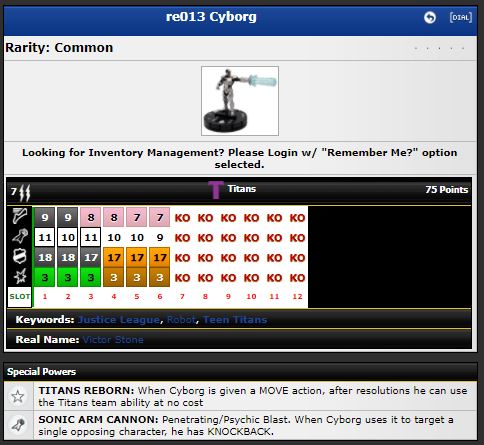 re013 Cyborg
[DIAL]
Rarity: Common
Looking for Inventory Management? Please Login w/ "Remember Me?" option
selected.
7 T Titans 75 Points
9 9 8 8 7 7 KO KO KO KO KO KO
11 10 11 10 10 9 KO KO KO KO KO KO
18 18 17 17 17 17 KO KO KO KO KO KO
3 3 3 3 3 3 KO KO KO KO KO KO
SLOT 1 2 3 4 5 6 7 8 9 10 11 12
Keywords: Justice League, Robot, Teen Titans
Real Name: Victor Stone
Special Powers
TITANS REBORN: When Cyborg is given a MOVE action, after resolutions he can use
the Titans team ability at no cost
SONIC ARM CANNON: Penetrating/Psychic Blast. When Cyborg uses it to target a
single opposing character, he has KNOCKBACK.